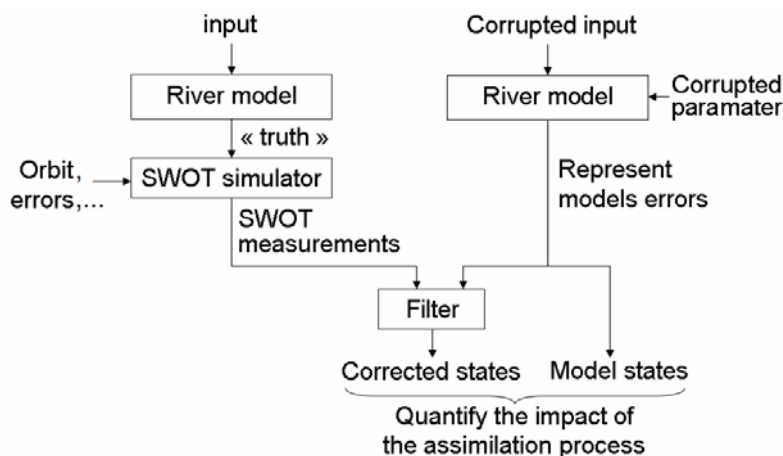 input
Corrupted input
River model
River model
Corrupted
paramater
« truth »
Orbit,
errors,...
SWOT simulator
Represent
models errors
SWOT
measurements
Filter
Corrected states
Model states
Quantify the impact of
the assimilation process